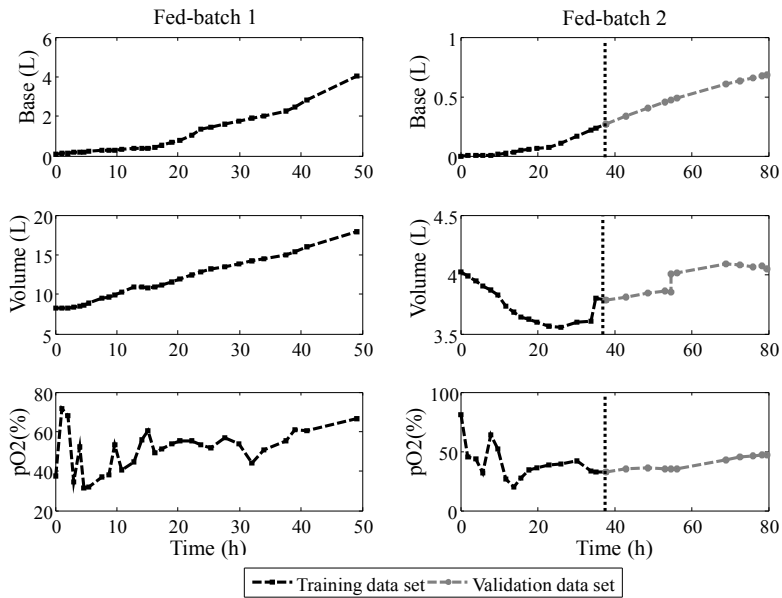 Fed-batch 1
Fed-batch 2
Base (L)
6
4
2
0
0 10 20 30 40 50
Base (L)
1
0.5
0
0 20 40 60 80
Volume (L)
20
15
10
5
0 10 20 30 40 50
Volume (L)
4.5
4
3.5
0 20 40 60 80
pO2(%)
80
60
40
20
0 10 20 30 40 50
Time (h)
pO2(%)
100
50
0
0 20 40 60 80
Time (h)
Training data set Validation data set